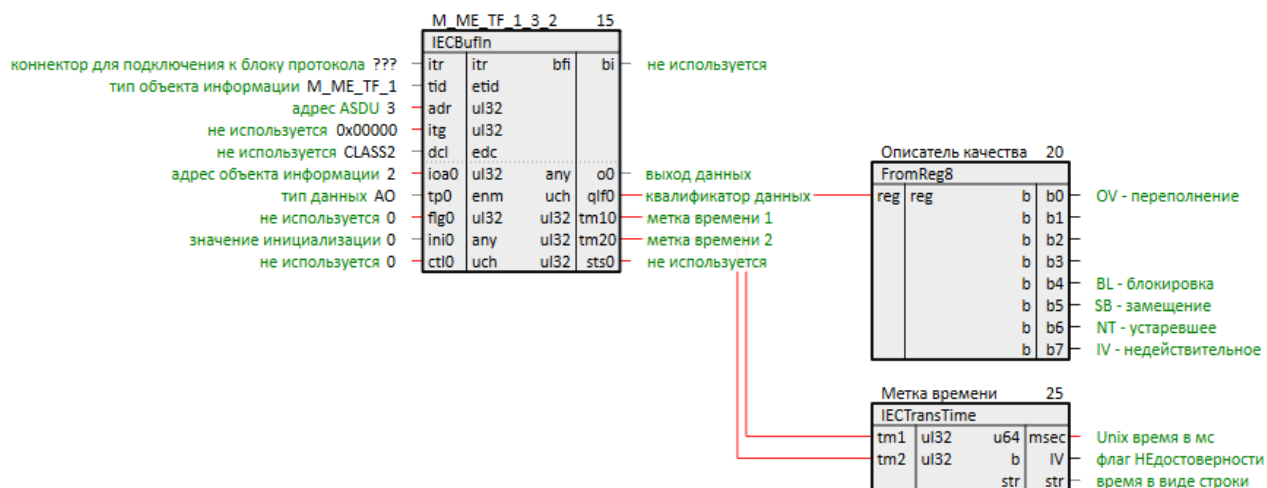 M_ME_TF_1_3_2 15
IECBufIn
коннектор для подключения к блоку протокола ??? itr itr bfi bi не используется
тип объекта информации M_ME_TF_1 tid etid
адрес ASDU 3 adr ul32
не используется 0x00000 itg ul32
не используется CLASS2 dcl edc
адрес объекта информации 2 ioa0 ul32 any o0 выход данных
тип данных AO tp0 enm uch qlf0 квалификатор данных
не используется 0 flg0 ul32 ul32 tm10 метка времени 1
значение инициализации 0 ini0 any ul32 tm20 метка времени 2
не используется 0 ctl0 uch ul32 sts0 не используется
Описатель качества 20
FromReg8
reg reg b b0 OV - переполнение
b b1
b b2
b b3
b b4 BL - блокировка
b b5 SB - замещение
b b6 NT - устаревшее
b b7 IV - недействительное
Метка времени 25
IECTransTime
tm1 ul32 u64 msec Unix время в мс
tm2 ul32 b IV флаг НЕдостоверности
str str время в виде строки